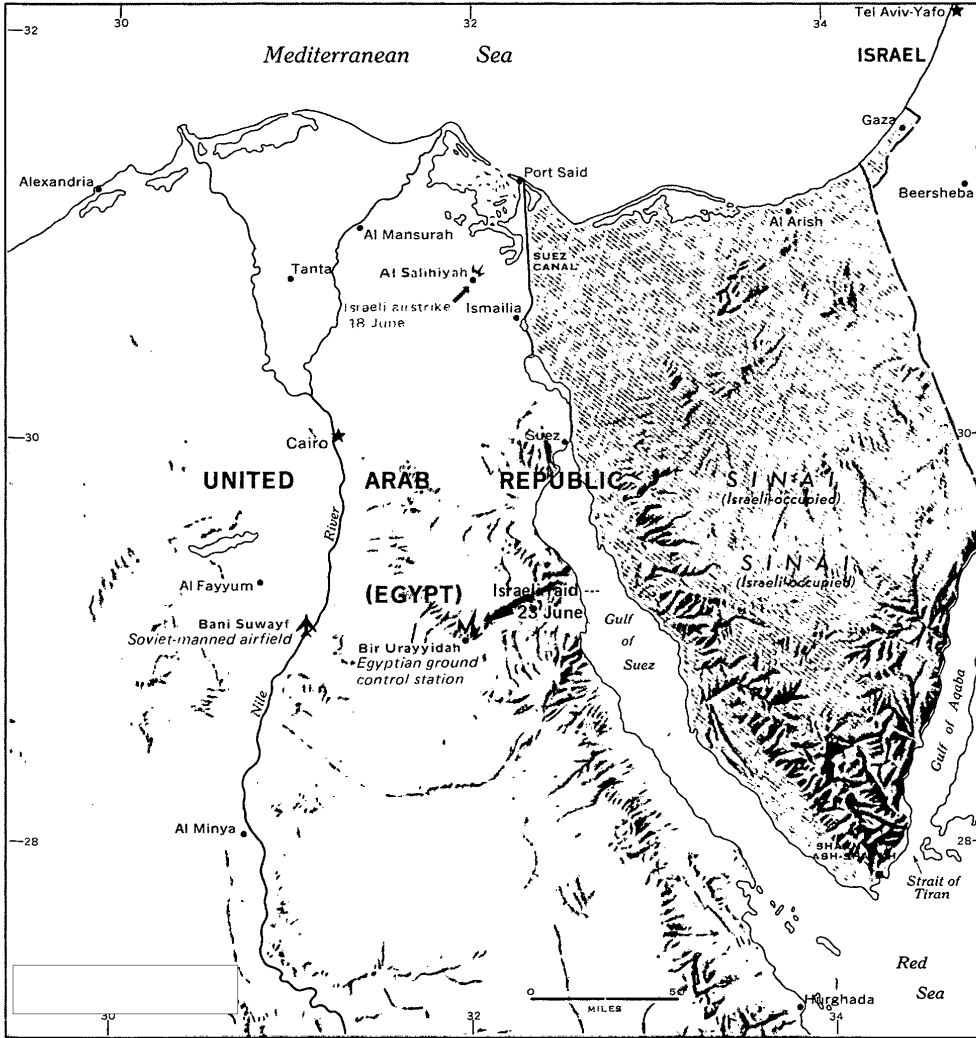 30
32
34
Tel Aviv-Yafo
32
Mediterranean Sea
ISRAEL
Gaza
Alexandria
Port Said
Beersheba
Al Mansurah
Al Arish
SUEZ
CANAL
Tanta
Al Salihiyah
Israeli airstrike
18 June
Ismailia
30
Cairo
Suez
30
UNITED ARAB REPUBLIC
SINAI
(Israeli-occupied)
River
SINAI
(Israeli-occupied)
Al Fayyum
(EGYPT)
Israeli raid
25 June
Bani Suwayf
Soviet-manned airfield
Bir Urayyidah
Egyptian ground
control station
Gulf
of
Suez
Nile
Gulf of Aqaba
Al Minya
28
28
Strait of
Tiran
Red
Sea
0
50
MILES
Hurghada
30
32
34